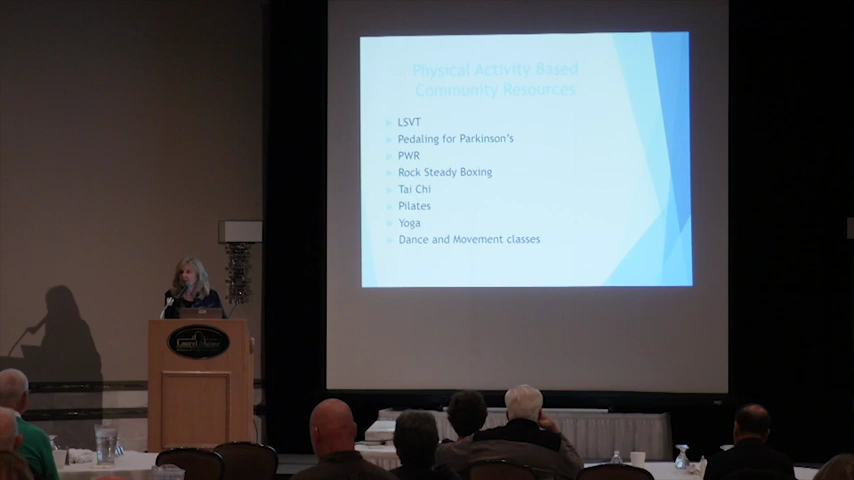 Physical Activity Based
Community Resources
LSVT
Pedaling for Parkinson's
PWR
Rock Steady Boxing
Tai Chi
Pilates
Yoga
Dance and Movement classes